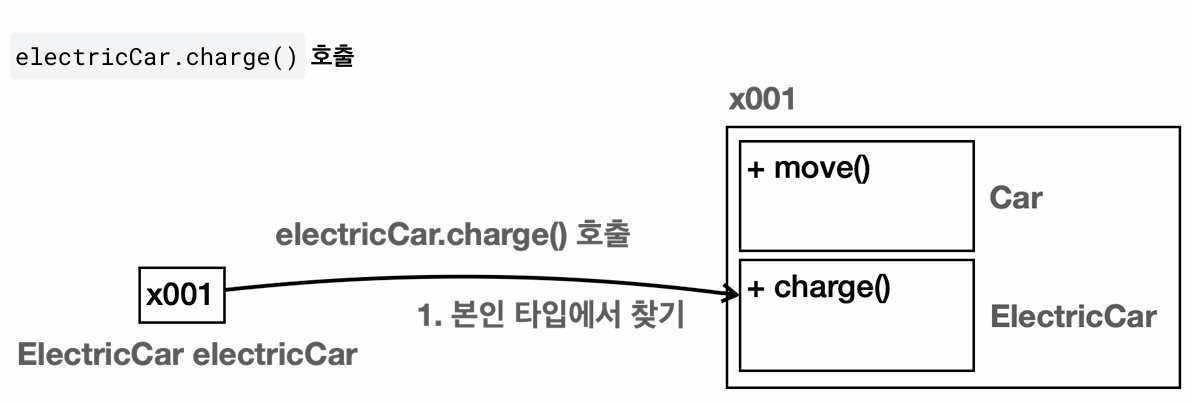 electricCar.charge() 호출
x001
+ move()
Car
electricCar.charge() 호출
x001
+ charge()
1. 본인 타입에서 찾기
ElectricCar
ElectricCar electricCar